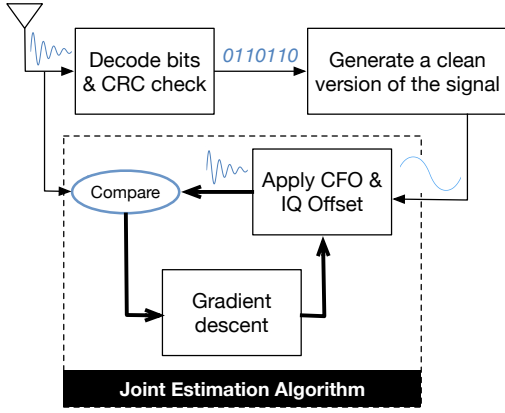 Decode bits
& CRC check
0110110
Generate a clean
version of the signal
Compare
Apply CFO &
IQ Offset
Gradient
descent
Joint Estimation Algorithm